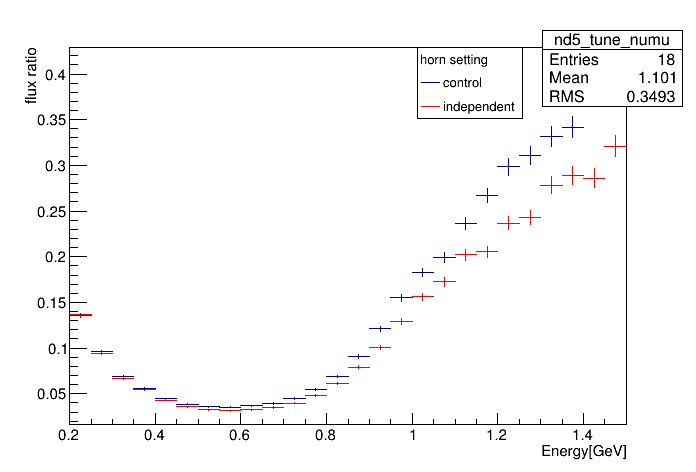 nd5_tune_numu
Entries 18
Mean 1.101
RMS 0.3493
horn setting
control
independent
flux ratio
0.4
0.35
0.3
0.25
0.2
0.15
0.1
0.05
0.2 0.4 0.6 0.8 1 1.2 1.4
Energy[GeV]